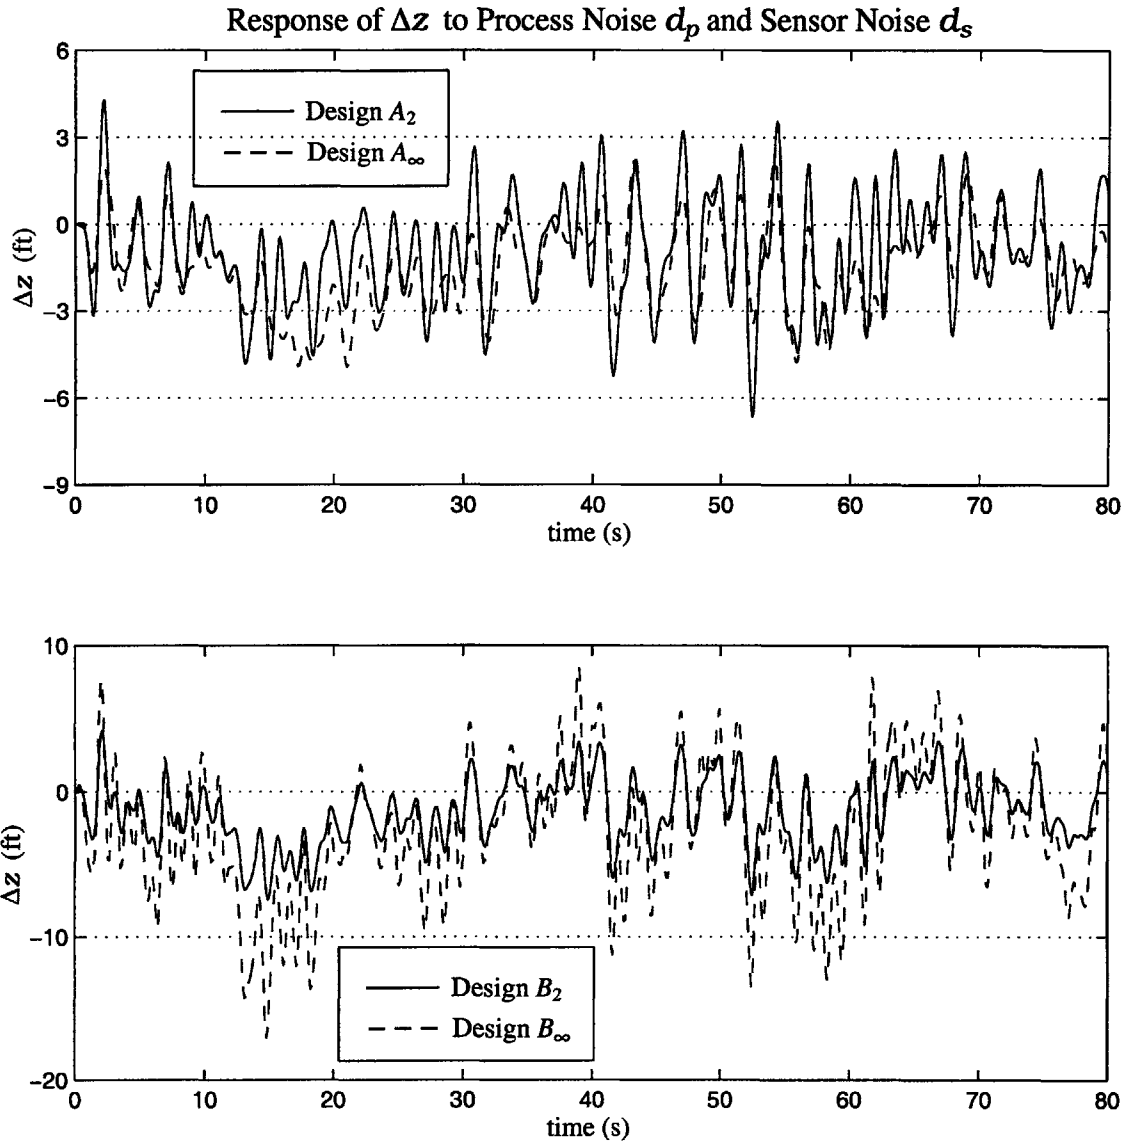 Response of Δz to Process Noise dₚ and Sensor Noise dₛ
6
3
0
−3
−6
−9
Δz (ft)
Design A₂
Design A∞
0 10 20 30 40 50 60 70 80
time (s)
10
0
−10
−20
Δz (ft)
Design B₂
Design B∞
0 10 20 30 40 50 60 70 80
time (s)